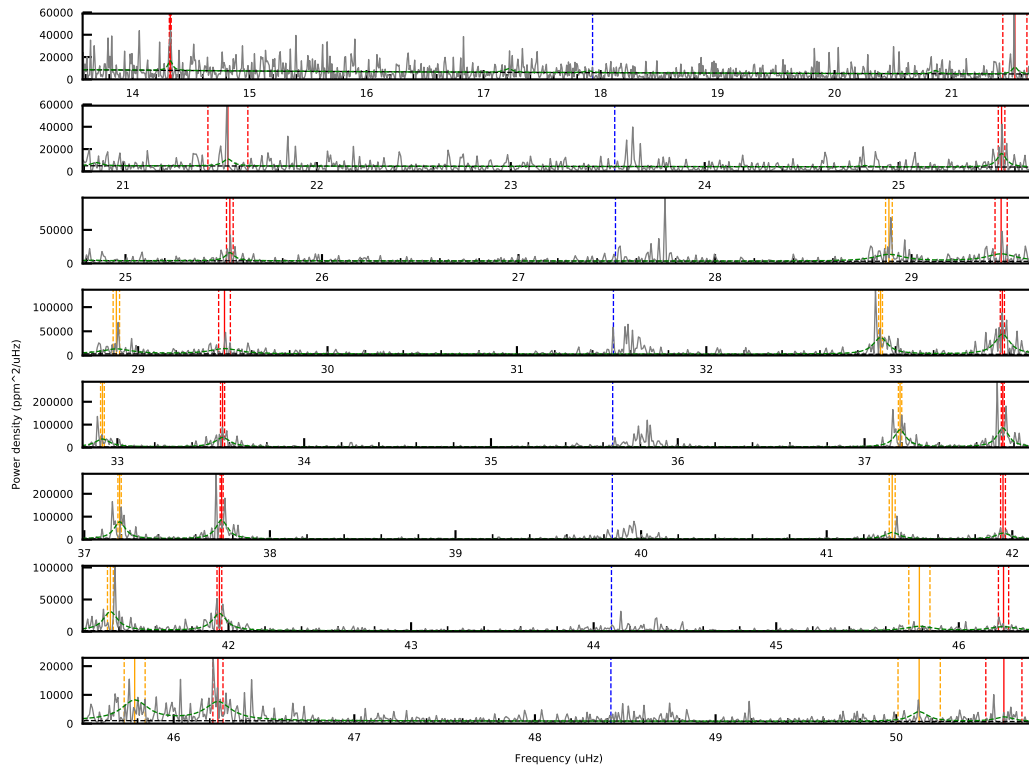 60000
40000
20000
0
14 15 16 17 18 19 20 21
60000
40000
20000
0
21 22 23 24 25
50000
0
25 26 27 28 29
100000
50000
0
29 30 31 32 33
200000
100000
0
33 34 35 36 37
200000
100000
0
37 38 39 40 41 42
100000
50000
0
42 43 44 45 46
20000
10000
0
46 47 48 49 50
Power density (ppm^2/(uHz)
Frequency (uHz)